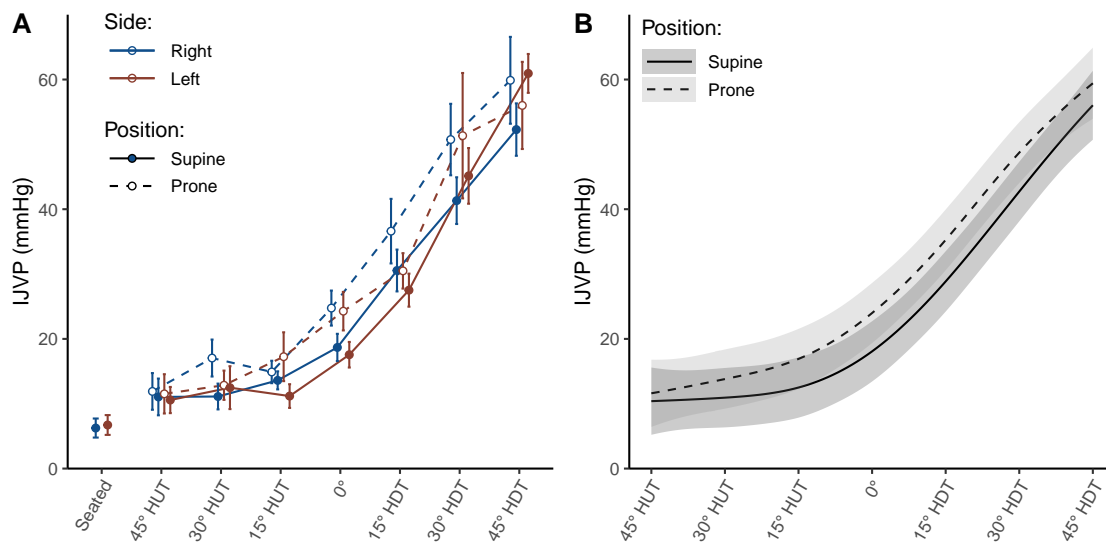 A
Side:
Right
Left
Position:
Supine
Prone
IJVP (mmHg)
60
40
20
0
Seated
45° HUT
30° HUT
15° HUT
0°
15° HDT
30° HDT
45° HDT
B
Position:
Supine
Prone
IJVP (mmHg)
60
40
20
0
45° HUT
30° HUT
15° HUT
0°
15° HDT
30° HDT
45° HDT